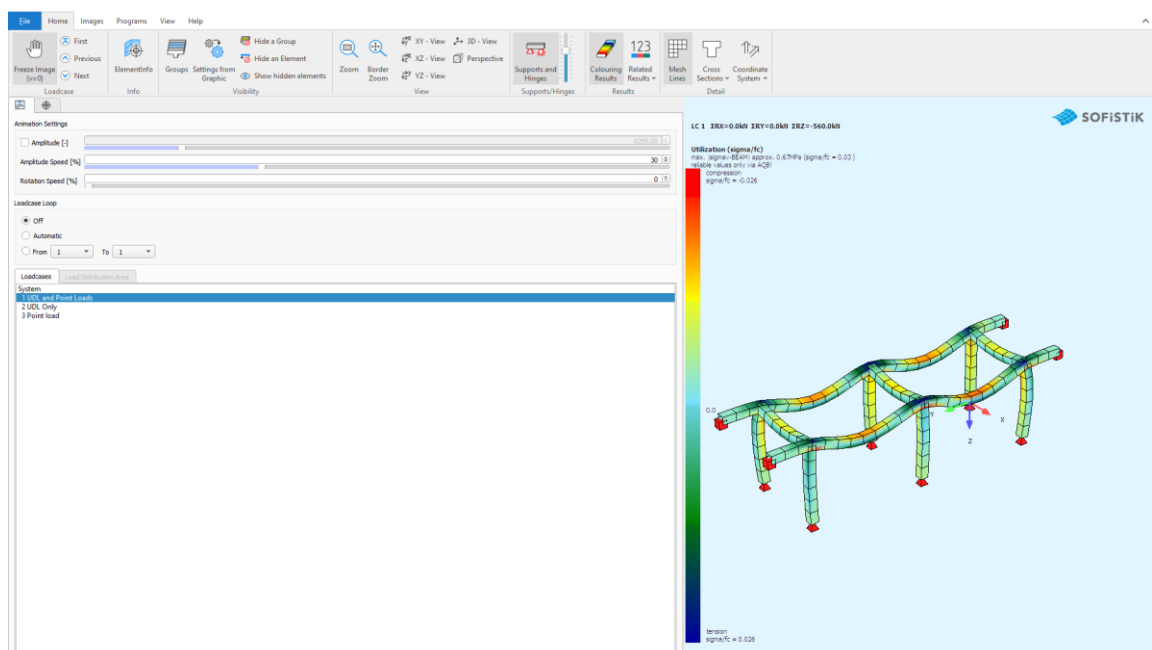 File Home Images Programs View Help
Freeze Image (v=0)
First
Previous
Next
Loadcase
ElementInfo
Info
Groups
Settings from Graphic
Hide a Group
Hide an Element
Show hidden elements
Visibility
Zoom
Border Zoom
XY - View
XZ - View
YZ - View
3D - View
Perspective
View
Supports and Hinges
Supports/Hinges
Colouring Results
123
Related Results
Results
Mesh Lines
Cross Sections
Coordinate System
Detail
Animation Settings
Amplitude [-] 6299.00
Amplitude Speed [%] 30
Rotation Speed [%] 0
Loadcase Loop
Off
Automatic
From 1 To 1
Loadcases Load Distribution Area
System
1 UDL and Point Loads
2 UDL Only
3 Point load
SOFiSTiK
LC 1 ΣRX=0.0kN ΣRY=0.0kN ΣRZ=-560.0kN
Utilization (sigma/fc)
max. |sigmav-BEAM| approx. 0.67MPa (sigma/fc = 0.03 )
reliable values only via AQB!
compression
sigma/fc = -0.026
0.0
Y
X
Z
tension
sigma/fc = 0.026